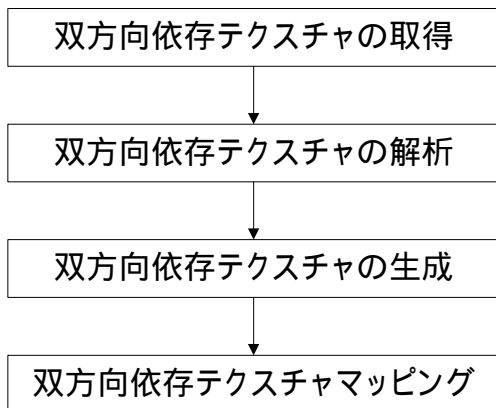 双方向依存テクスチャの取得
双方向依存テクスチャの解析
双方向依存テクスチャの生成
双方向依存テクスチャマッピング